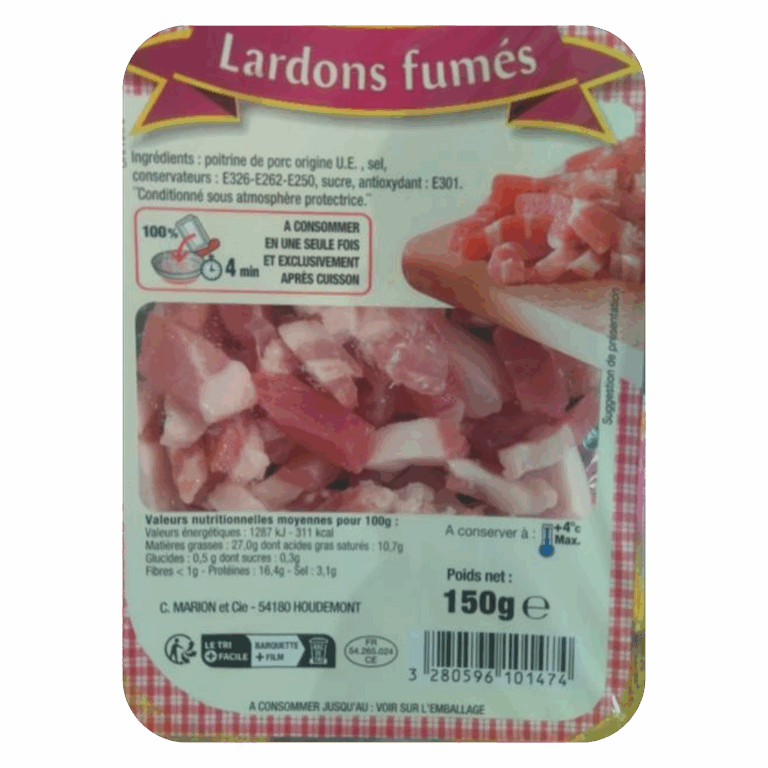 Lardons fumés
Ingrédients : poitrine de porc origine U.E. , sel,
conservateurs : E326-E262-E250, sucre, antioxydant : E301.
"Conditionné sous atmosphère protectrice."
100%
4 min
A CONSOMMER
EN UNE SEULE FOIS
ET EXCLUSIVEMENT
APRÈS CUISSON
Suggestion de présentation
Valeurs nutritionnelles moyennes pour 100g :
Valeurs énergétiques : 1287 kJ - 311 kcal
Matières grasses : 27,0g dont acides gras saturés : 10,7g
Glucides : 0,5 g dont sucres : 0,3g
Fibres < 1g - Protéines : 16,4g - Sel : 3,1g
A conserver à :
+4°c
Max.
Poids net :
150g e
C. MARION et Cie - 54180 HOUDEMONT
LE TRI
+ FACILE
BARQUETTE
+ FILM
FR
54.265.024
CE
3 280596 101474
A CONSOMMER JUSQU'AU : VOIR SUR L'EMBALLAGE